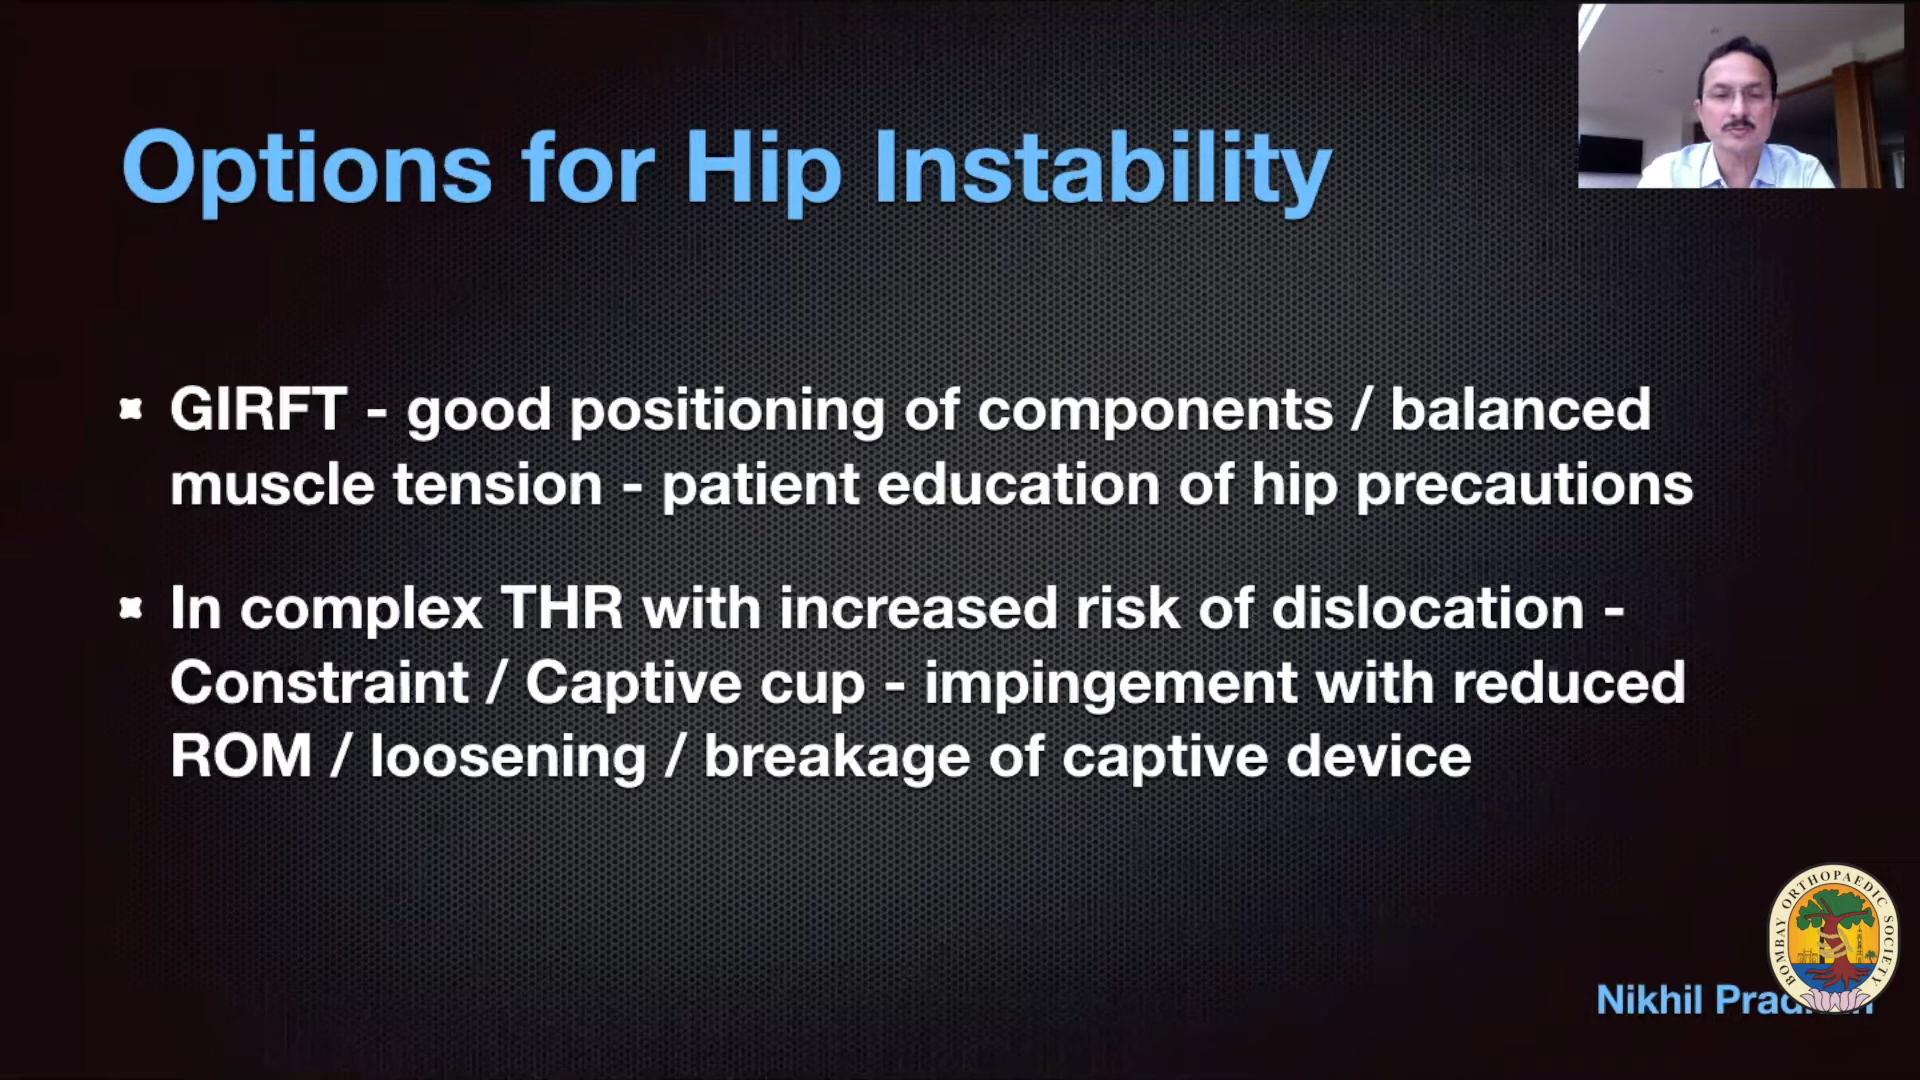 Options for Hip Instability
GIRFT - good positioning of components / balanced
muscle tension - patient education of hip precautions
In complex THR with increased risk of dislocation -
Constraint / Captive cup - impingement with reduced
ROM / loosening / breakage of captive device
BOMBAY ORTHOPAEDIC SOCIETY
Nikhil